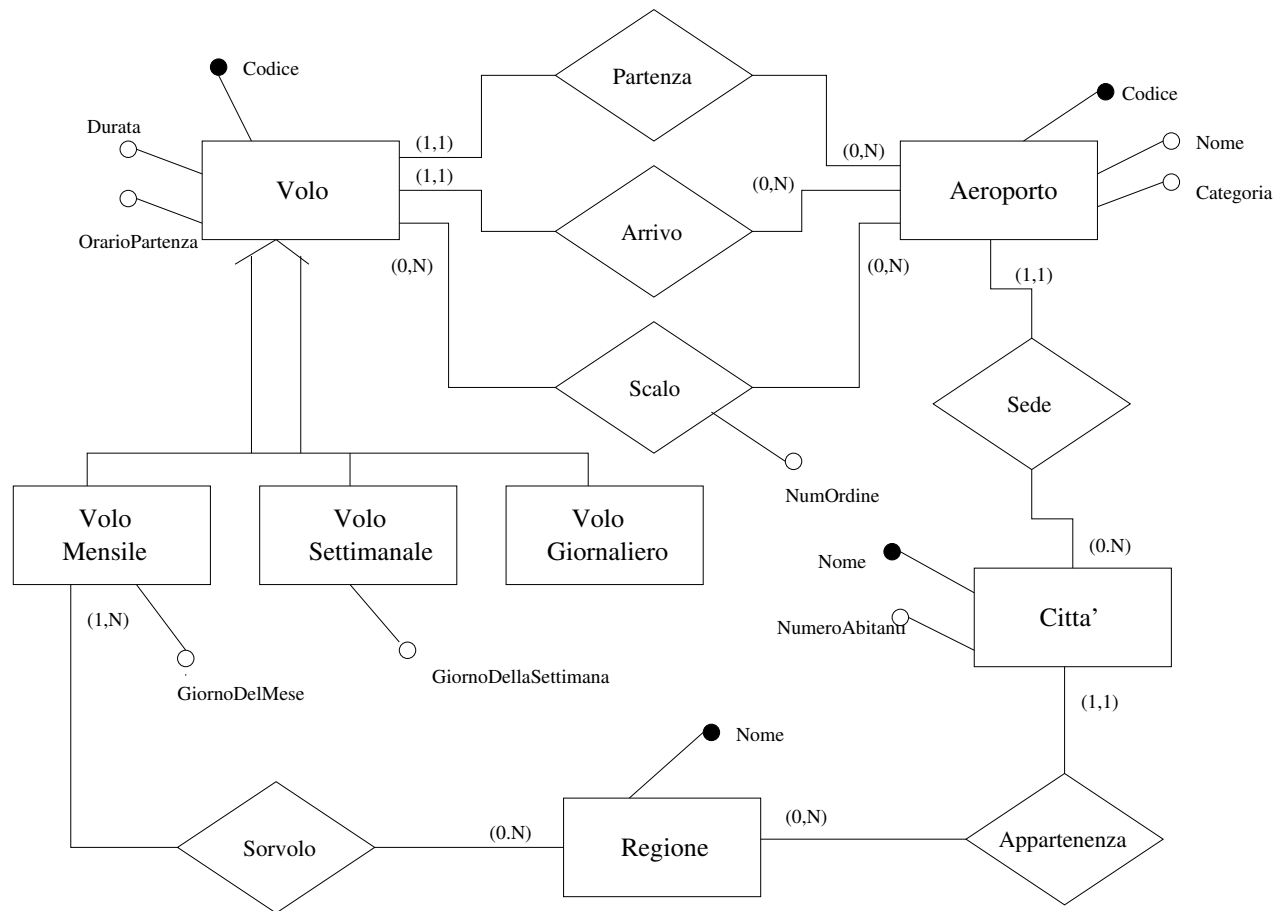 Partenza
Codice
Codice
Durata
(1,1)
(0,N)
Nome
Volo
(1,1)
(0,N)
Aeroporto
Categoria
OrarioPartenza
Arrivo
(0,N)
(0,N)
(1,1)
Scalo
Sede
NumOrdine
Volo
Mensile
Volo
Settimanale
Volo
Giornaliero
(0.N)
Nome
(1,N)
NumeroAbitanti
Citta'
GiornoDelMese
GiornoDellaSettimana
(1,1)
Nome
(0.N)
(0,N)
Sorvolo
Regione
Appartenenza